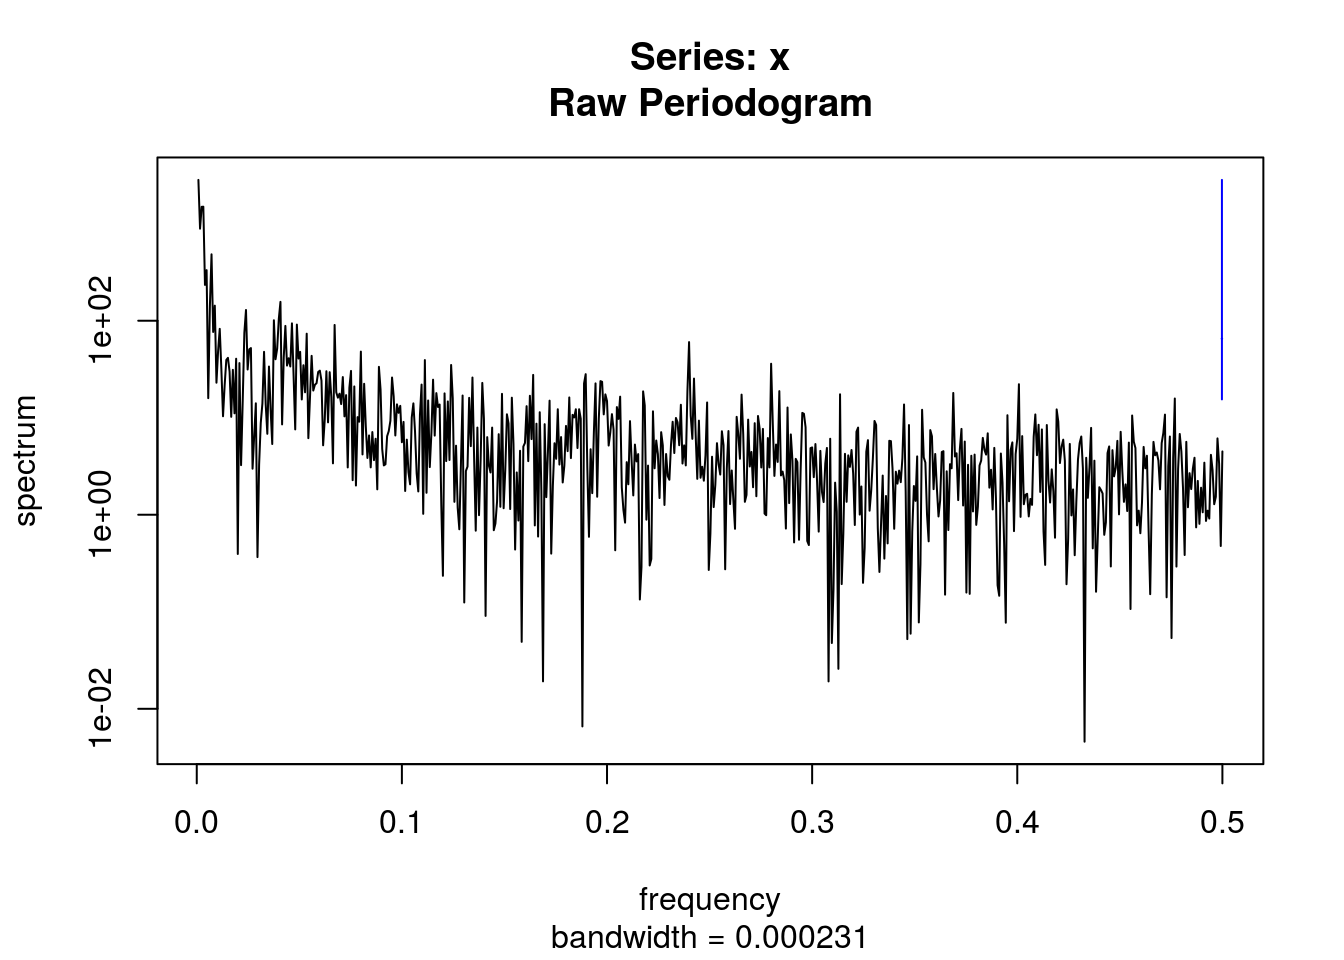 Series: x
Raw Periodogram
spectrum
1e+02
1e+00
1e-02
0.0 0.1 0.2 0.3 0.4 0.5
frequency
bandwidth = 0.000231